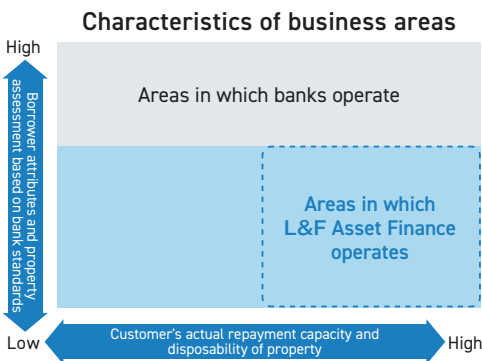 Characteristics of business areas
High
Borrower attributes and property
assessment based on bank standards
Areas in which banks operate
Areas in which
L&F Asset Finance
operates
Low
Customer's actual repayment capacity and
disposability of property
High